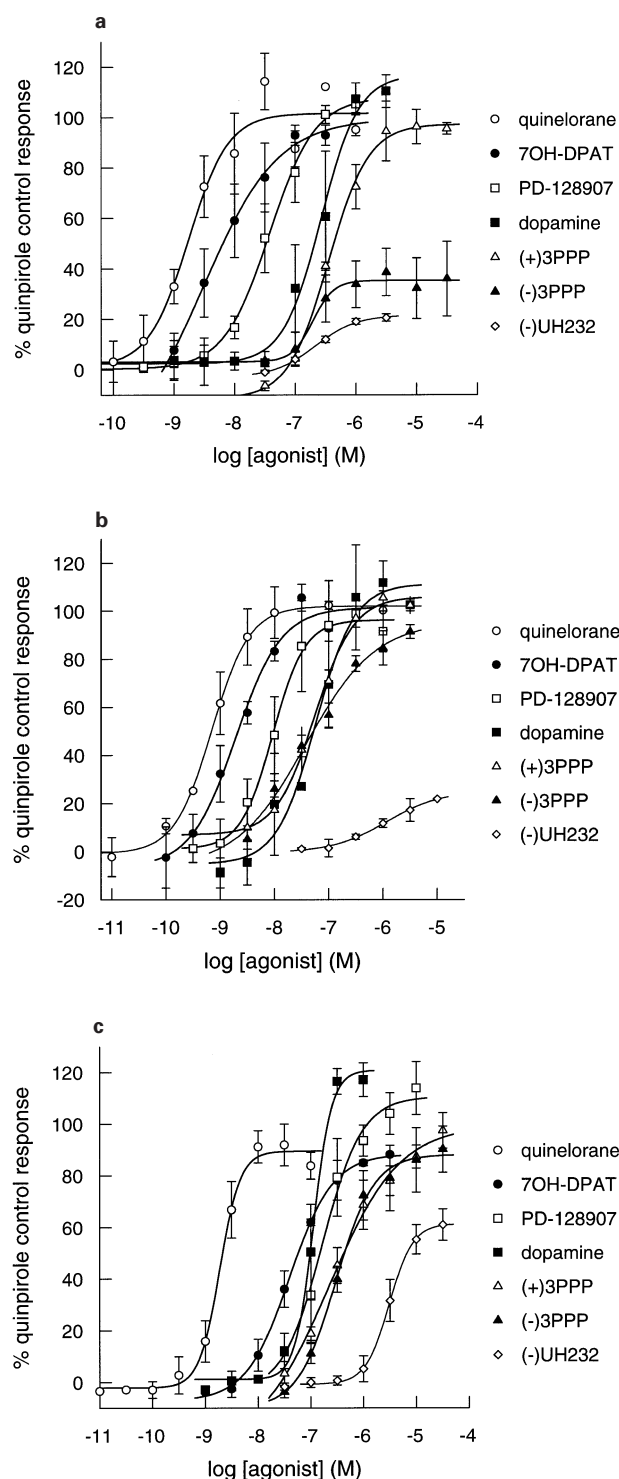 a
% quinpirole control response
120
100
80
60
40
20
0
-10 -9 -8 -7 -6 -5 -4
log [agonist] (M)
quinelorane
7OH-DPAT
PD-128907
dopamine
(+)3PPP
(-)3PPP
(-)UH232
b
% quinpirole control response
120
100
80
60
40
20
0
-20
-11 -10 -9 -8 -7 -6 -5
log [agonist] (M)
quinelorane
7OH-DPAT
PD-128907
dopamine
(+)3PPP
(-)3PPP
(-)UH232
c
% quinpirole control response
120
100
80
60
40
20
0
-11 -10 -9 -8 -7 -6 -5 -4
log [agonist] (M)
quinelorane
7OH-DPAT
PD-128907
dopamine
(+)3PPP
(-)3PPP
(-)UH232